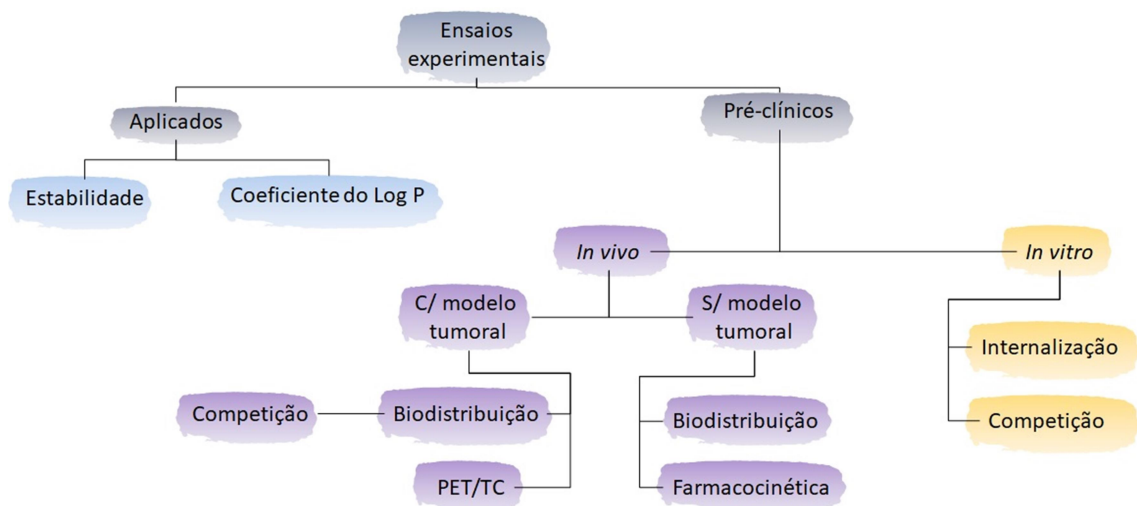 Ensaios
experimentais
Aplicados
Pré-clínicos
Estabilidade
Coeficiente do Log P
In vivo
In vitro
C/ modelo
tumoral
S/ modelo
tumoral
Internalização
Competição
Biodistribuição
Biodistribuição
Competição
PET/TC
Farmacocinética